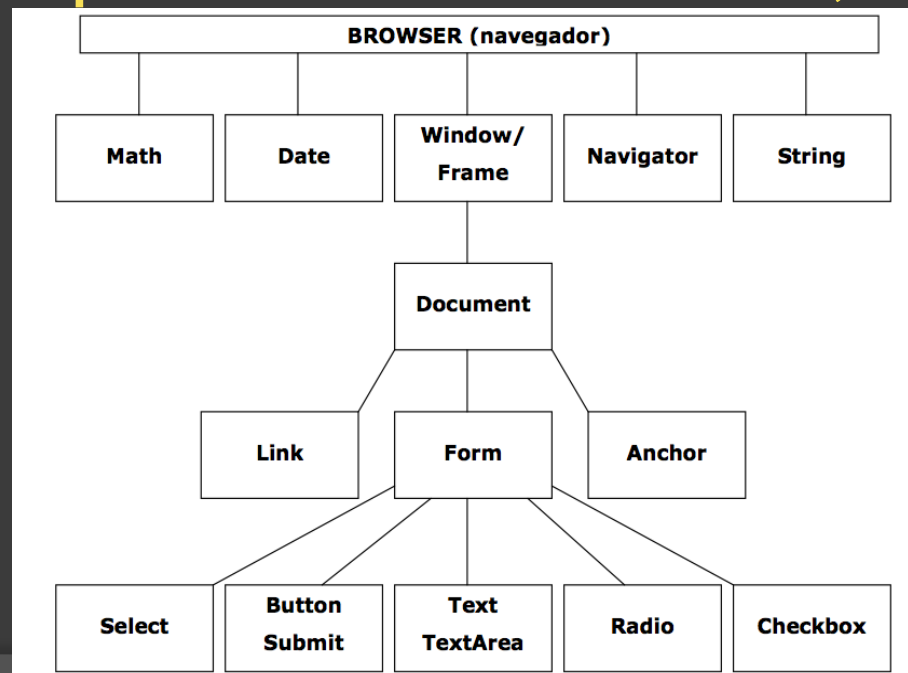 BROWSER (navegador)
Math
Date
Window/
Frame
Navigator
String
Document
Link
Form
Anchor
Select
Button
Submit
Text
TextArea
Radio
Checkbox